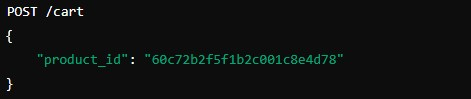 POST /cart
{
    "product_id": "60c72b2f5f1b2c001c8e4d78"
}